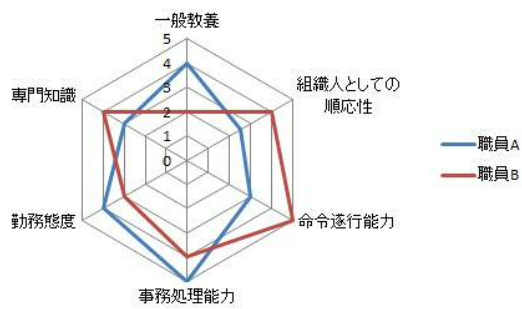 一般教養
5
4
3
2
1
0
組織人としての
順応性
命令遂行能力
事務処理能力
勤務態度
専門知識
職員A
職員B